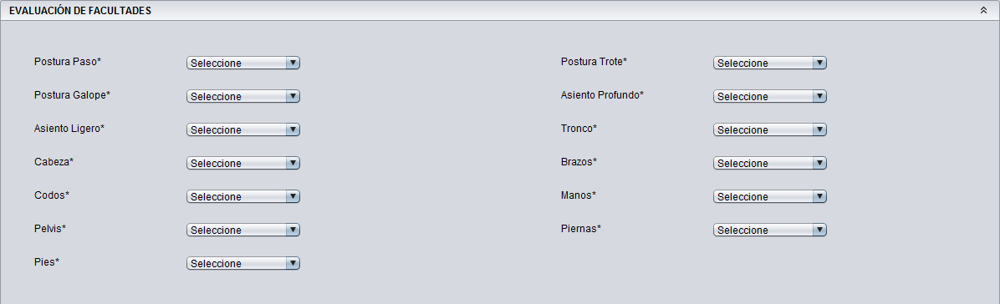 EVALUACIÓN DE FACULTADES
Postura Paso* Seleccione Postura Trote* Seleccione
Postura Galope* Seleccione Asiento Profundo* Seleccione
Asiento Ligero* Seleccione Tronco* Seleccione
Cabeza* Seleccione Brazos* Seleccione
Codos* Seleccione Manos* Seleccione
Pelvis* Seleccione Piernas* Seleccione
Pies* Seleccione